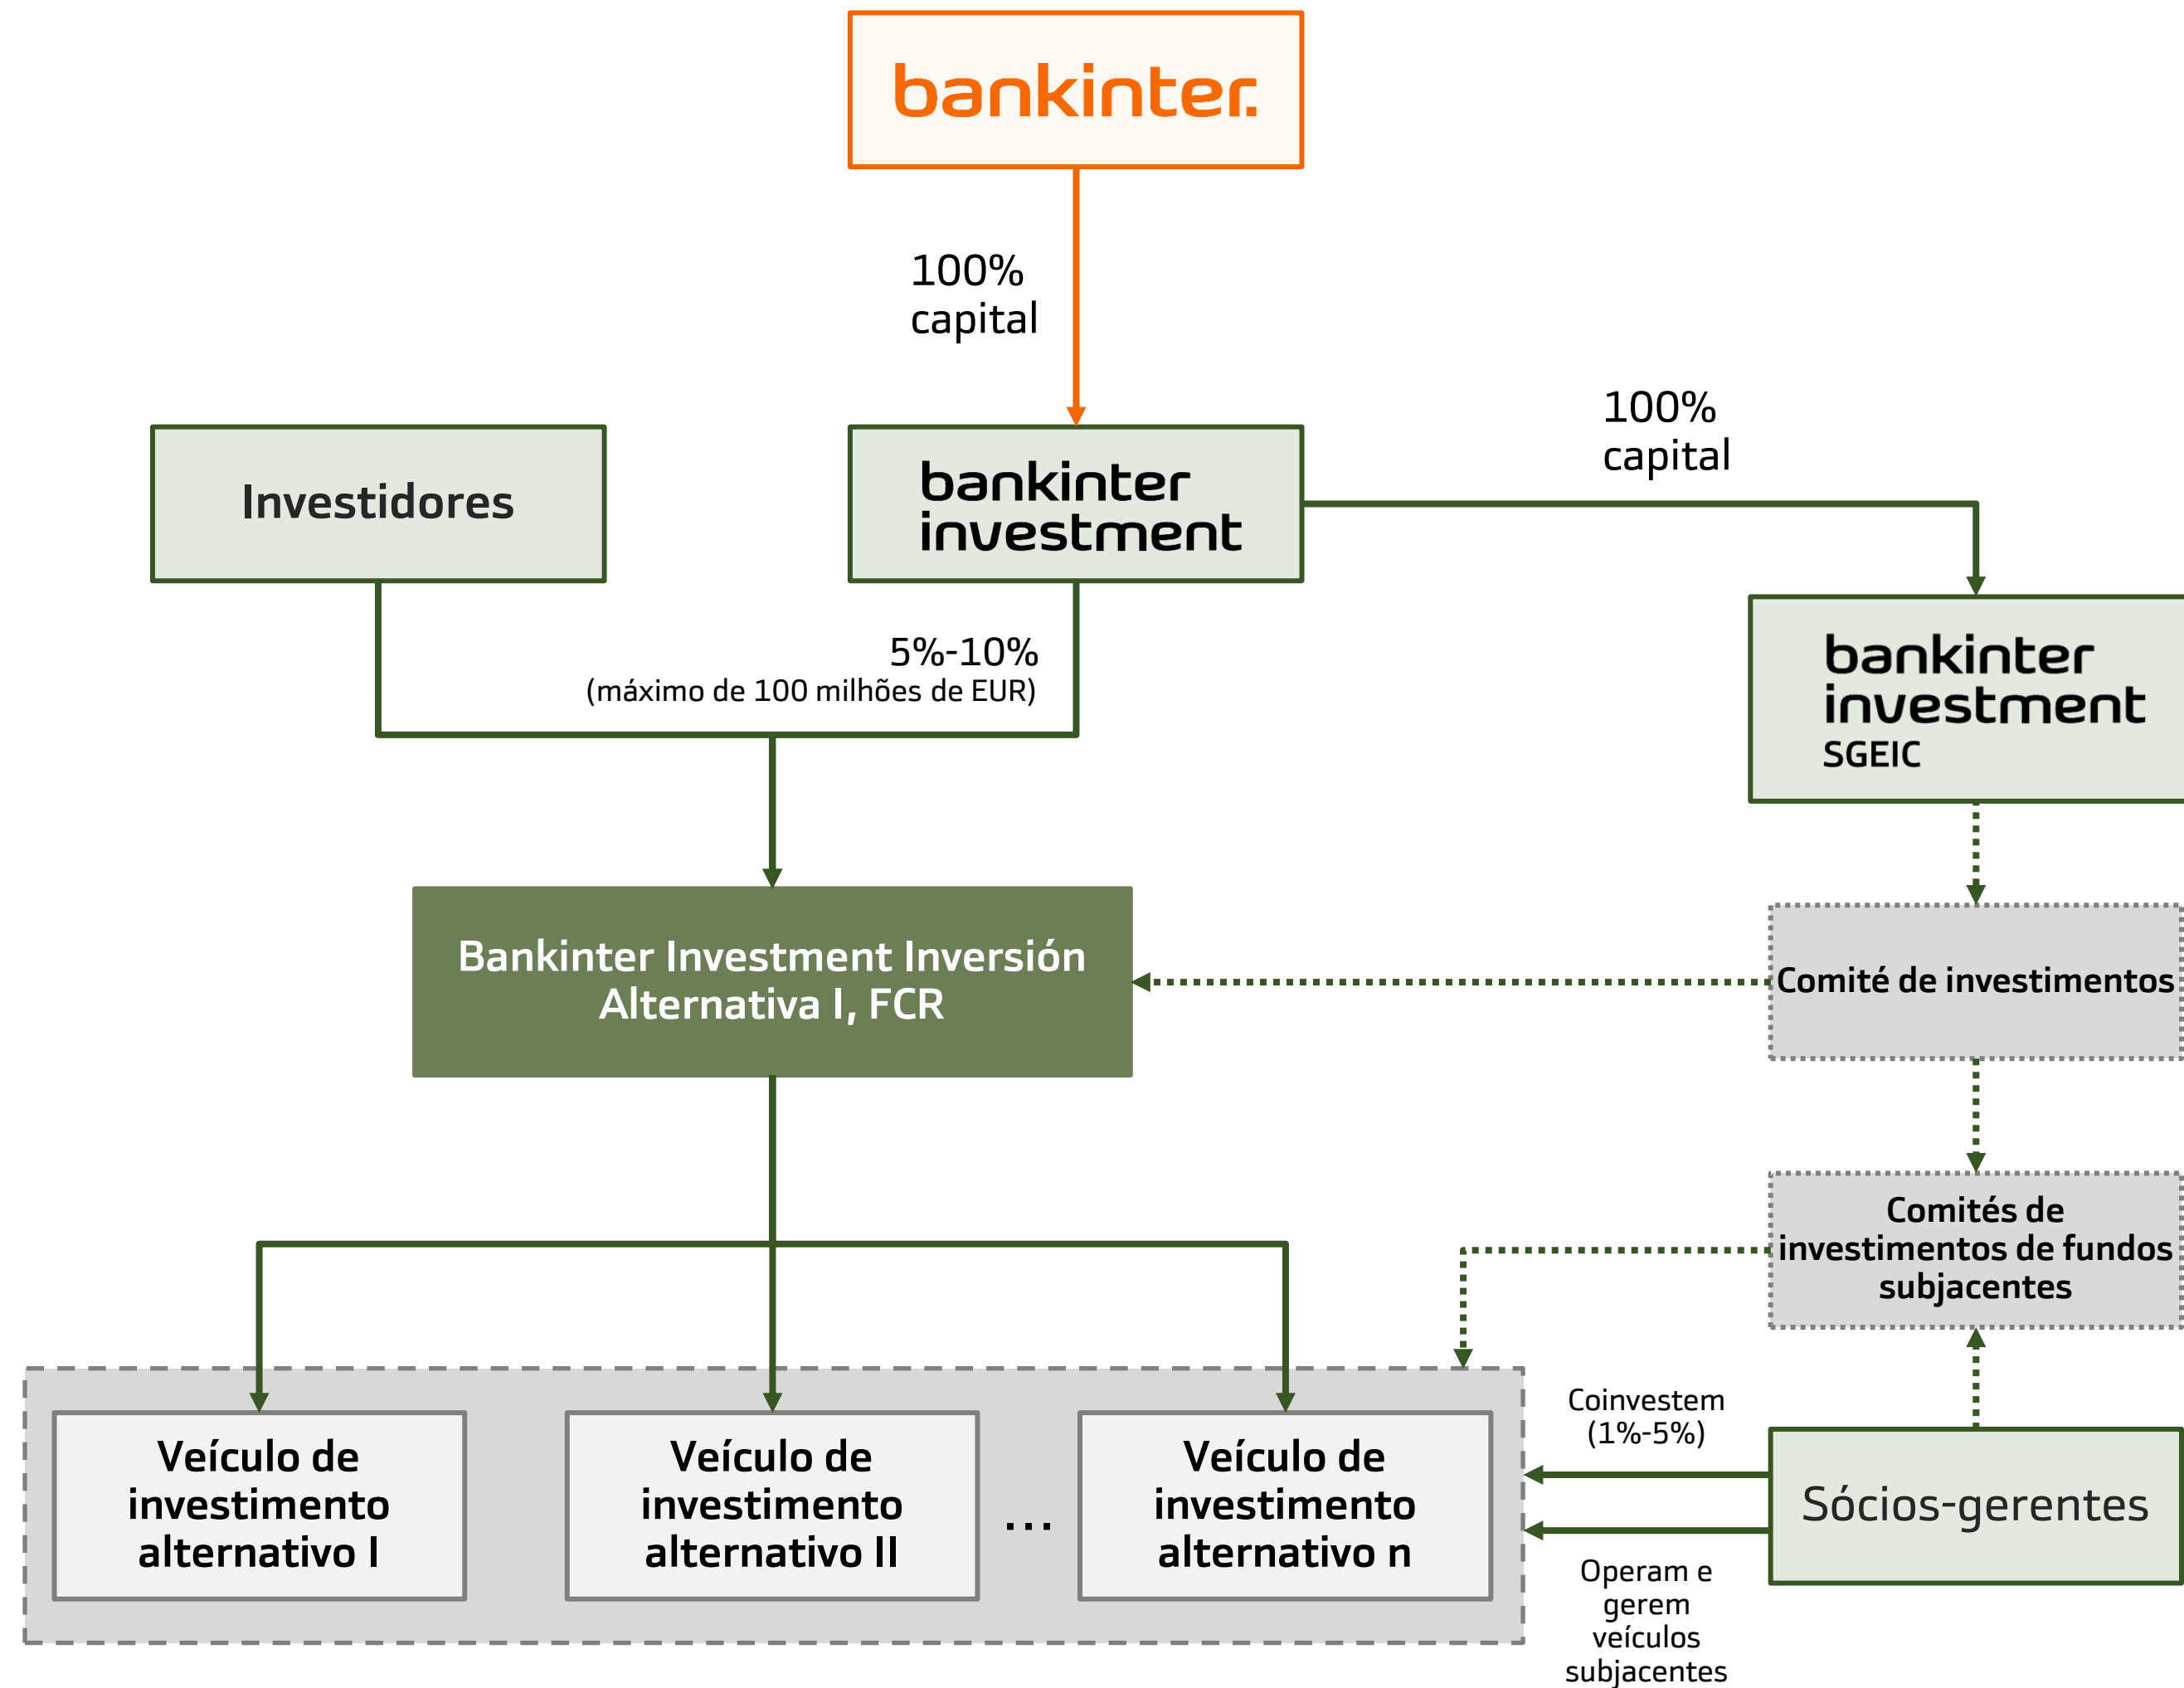 bankinter.
100%
capital
100%
capital
Investidores
bankinter
investment
5%-10%
(máximo de 100 milhões de EUR)
bankinter
investment
SGEIC
Bankinter Investment Inversión
Alternativa I, FCR
Comité de investimentos
Comités de
investimentos de fundos
subjacentes
Coinvestem
(1%-5%)
Veículo de
investimento
alternativo I
Veículo de
investimento
alternativo II
...
Veículo de
investimento
alternativo n
Sócios-gerentes
Operam e
gerem
veículos
subjacentes